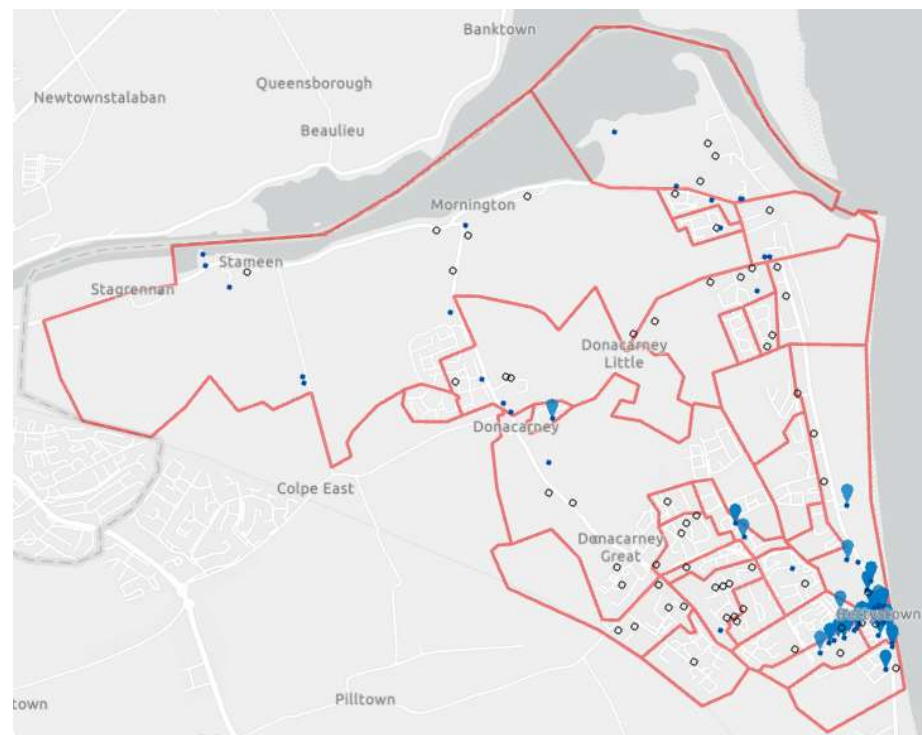 Banktown
Queensborough
Newtownstalaban
Beaulieu
Mornington
Stameen
Stagrennan
Donacarney
Little
Donacarney
Colpe East
Donacarney
Great
Pilltown
town